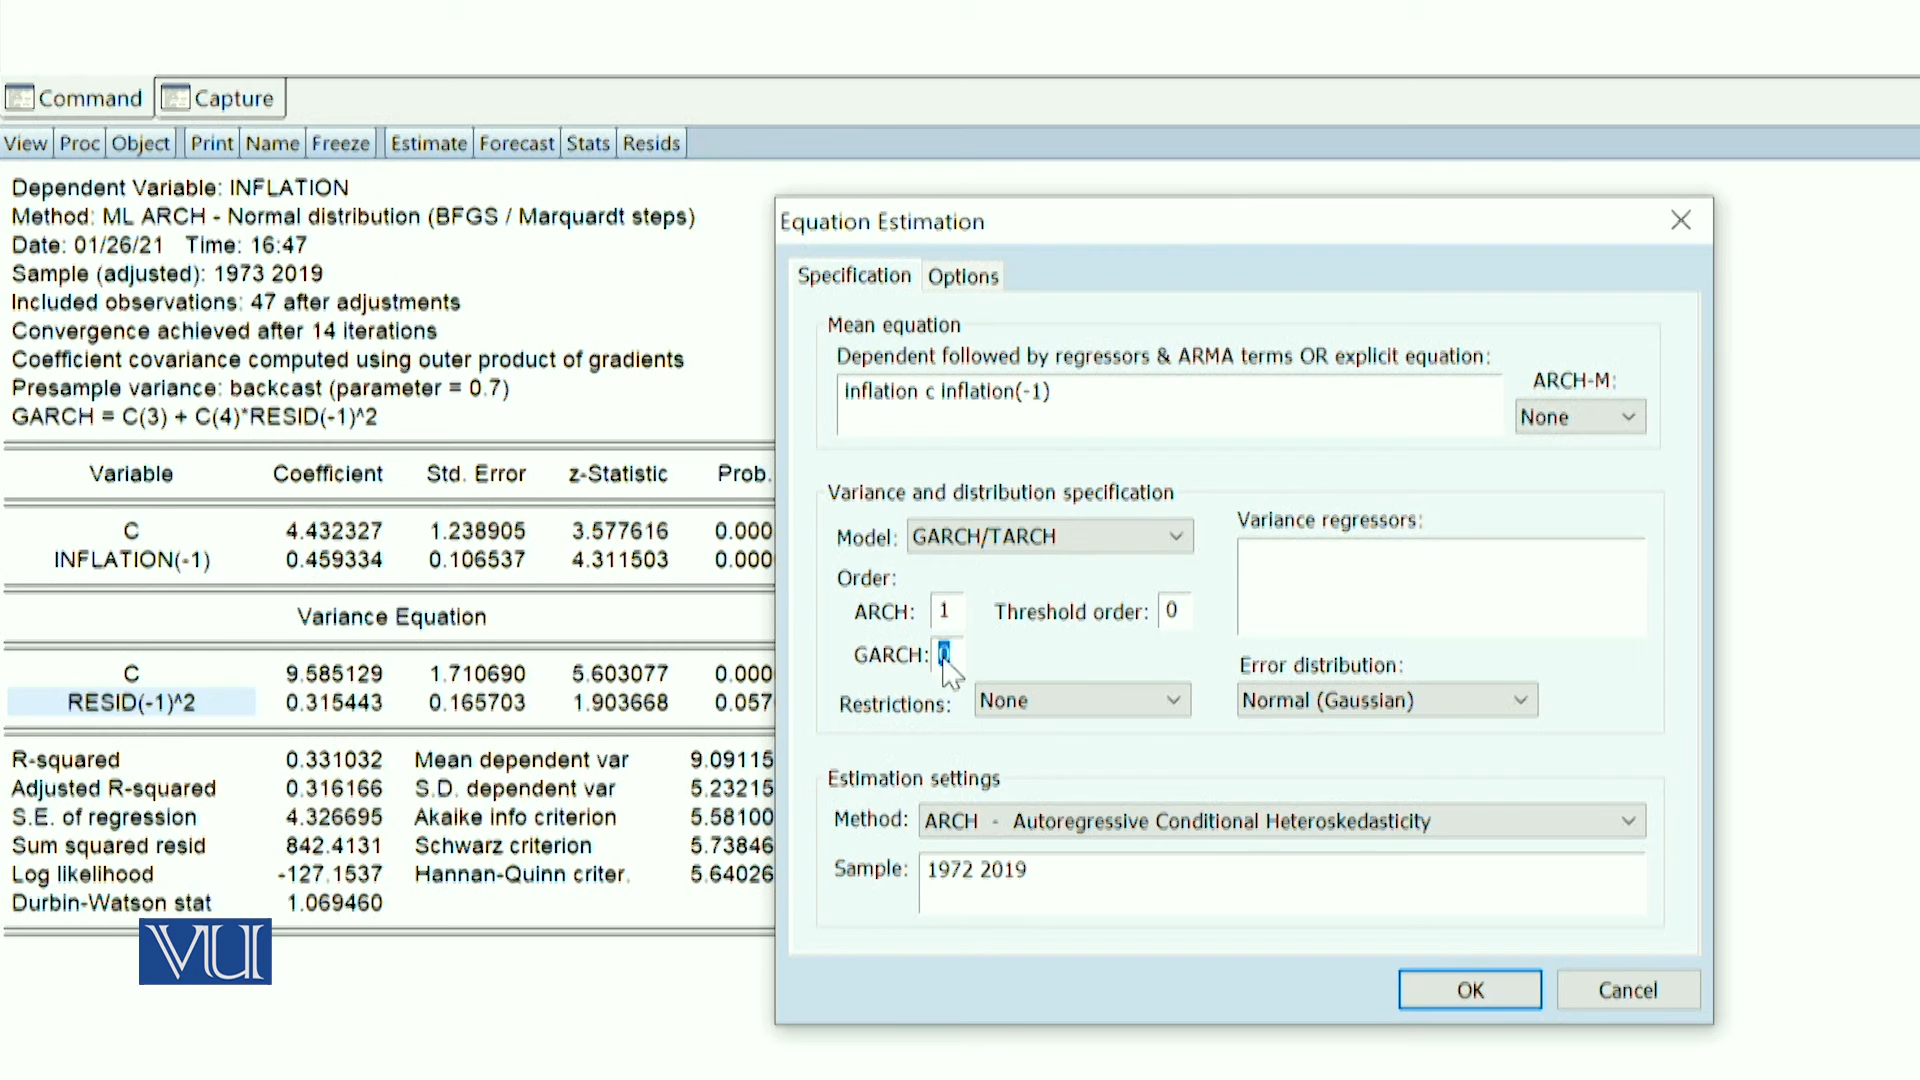 Command Capture
View Proc Object Print Name Freeze Estimate Forecast Stats Resids
Dependent Variable: INFLATION
Method: ML ARCH - Normal distribution (BFGS / Marquardt steps)
Date: 01/26/21 Time: 16:47
Sample (adjusted): 1973 2019
Included observations: 47 after adjustments
Convergence achieved after 14 iterations
Coefficient covariance computed using outer product of gradients
Presample variance: backcast (parameter = 0.7)
GARCH = C(3) + C(4)*RESID(-1)^2
Variable Coefficient Std. Error z-Statistic Prob.
C 4.432327 1.238905 3.577616 0.000
INFLATION(-1) 0.459334 0.106537 4.311503 0.000
Variance Equation
C 9.585129 1.710690 5.603077 0.000
RESID(-1)^2 0.315443 0.165703 1.903668 0.057
R-squared 0.331032 Mean dependent var 9.09115
Adjusted R-squared 0.316166 S.D. dependent var 5.23215
S.E. of regression 4.326695 Akaike info criterion 5.58100
Sum squared resid 842.4131 Schwarz criterion 5.73846
Log likelihood -127.1537 Hannan-Quinn criter. 5.64026
Durbin-Watson stat 1.069460
VU
Equation Estimation
Specification Options
Mean equation
Dependent followed by regressors & ARMA terms OR explicit equation:
inflation c inflation(-1)
ARCH-M:
None
Variance and distribution specification
Model: GARCH/TARCH
Order:
ARCH: 1 Threshold order: 0
GARCH: 0
Restrictions: None
Variance regressors:
Error distribution:
Normal (Gaussian)
Estimation settings
Method: ARCH - Autoregressive Conditional Heteroskedasticity
Sample: 1972 2019
OK Cancel